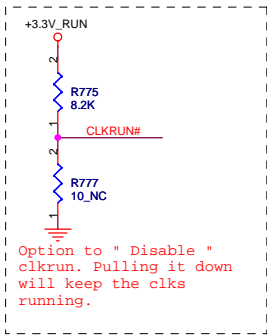 +3.3V_RUN
2
R775
8.2K
1
CLKRUN#
2
R777
10_NC
1
Option to " Disable "
clkrun. Pulling it down
will keep the clks
running.